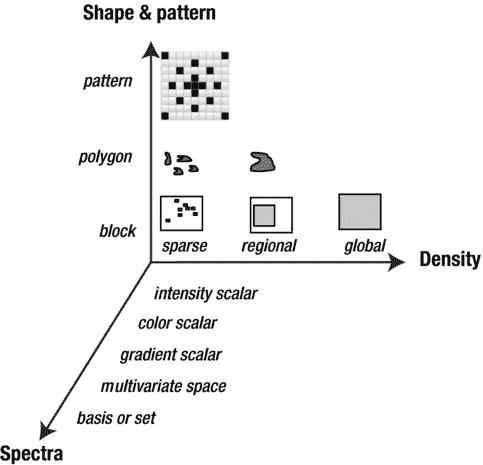 Shape & pattern
pattern
polygon
block
sparse
regional
global
Density
intensity scalar
color scalar
gradient scalar
multivariate space
basis or set
Spectra